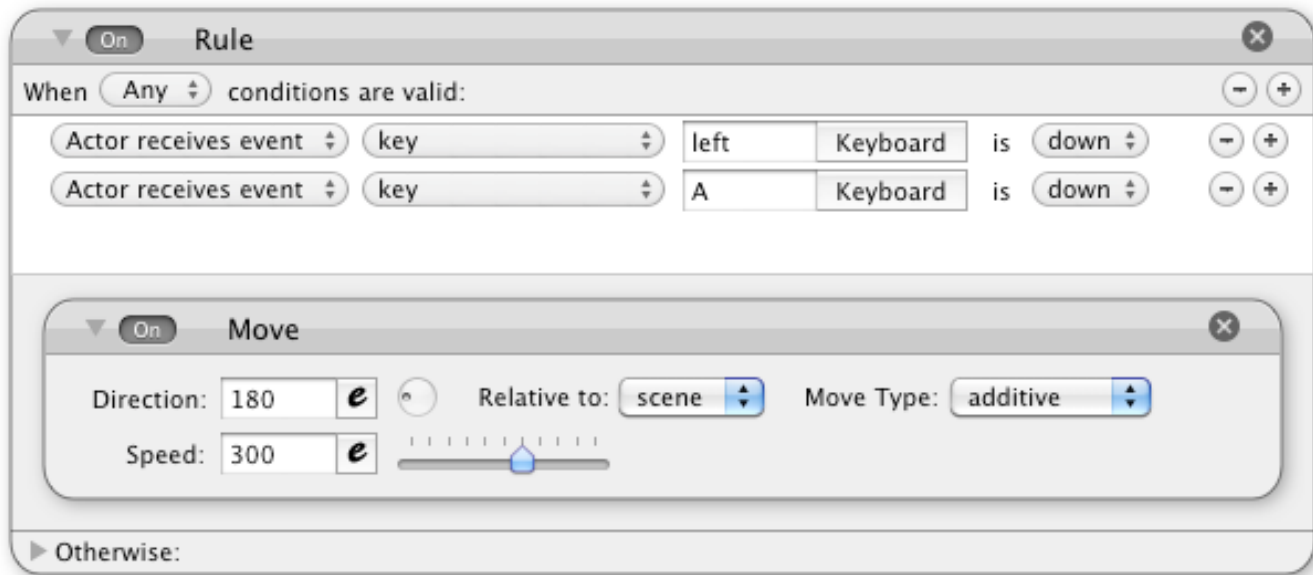 On Rule
When Any conditions are valid:
Actor receives event key left Keyboard is down
Actor receives event key A Keyboard is down
On Move
Direction: 180 e Relative to: scene Move Type: additive
Speed: 300 e
Otherwise: